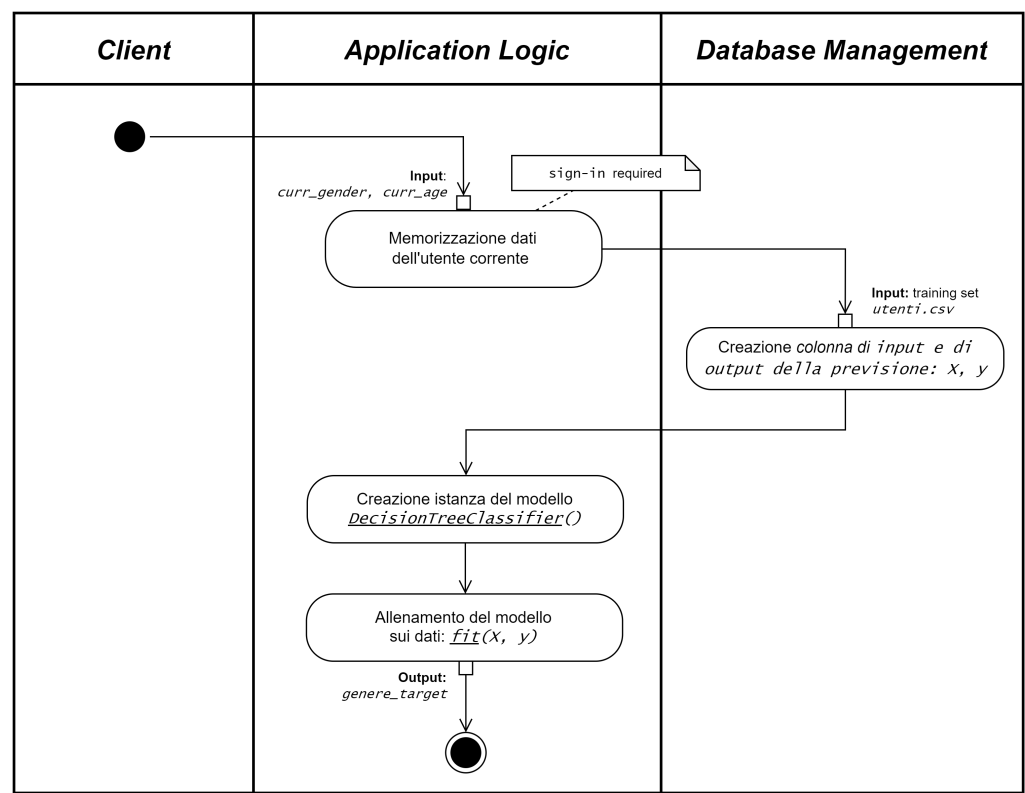 Client
Application Logic
Database Management
Input:
curr_gender, curr_age
sign-in required
Memorizzazione dati
dell'utente corrente
Input: training set
utenti.csv
Creazione colonna di input e di
output della previsione: X, y
Creazione istanza del modello
DecisionTreeClassifier()
Allenamento del modello
sui dati: fit(X, y)
Output:
genere_target